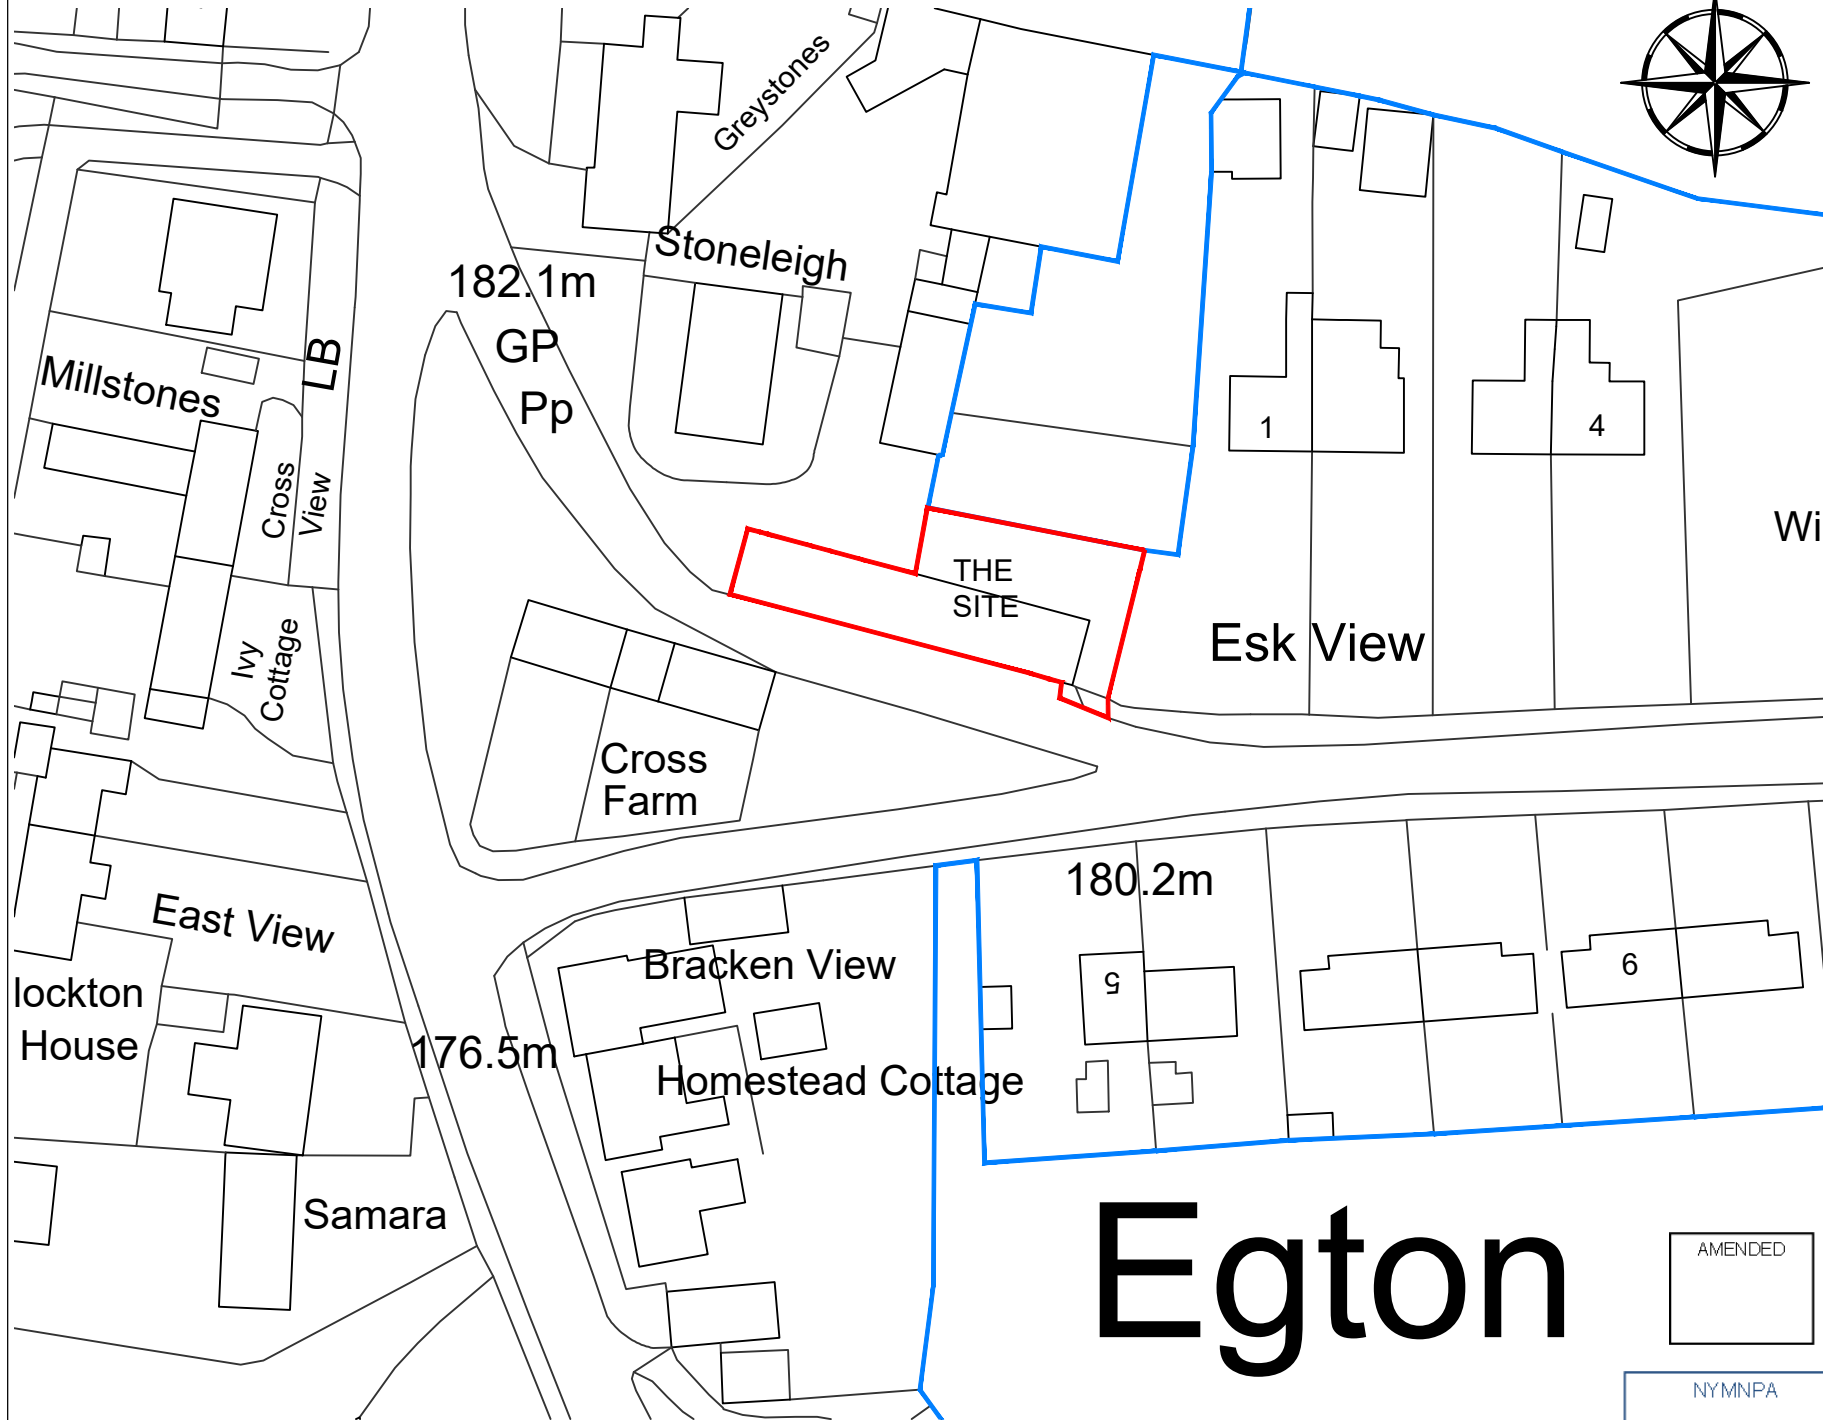 Greystones
Stoneleigh
182.1m
GP
Pp
LB
Millstones
Cross
View
1
4
Wi
THE
SITE
Esk View
Ivy
Cottage
Cross
Farm
180.2m
East View
Bracken View
5
6
lockton
House
176.5m
Homestead Cottage
Samara
Egton
AMENDED
NYMNPA